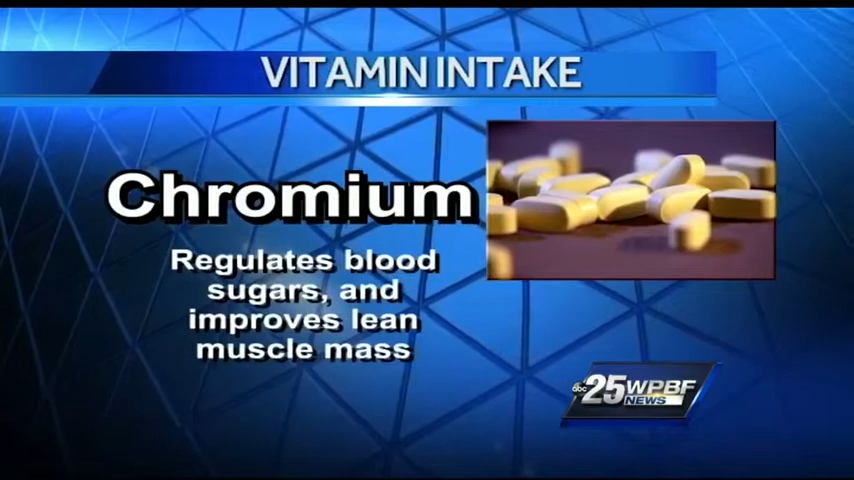 VITAMIN INTAKE
Chromium
Regulates blood
sugars, and
improves lean
muscle mass
abc 25 WPBF
NEWS